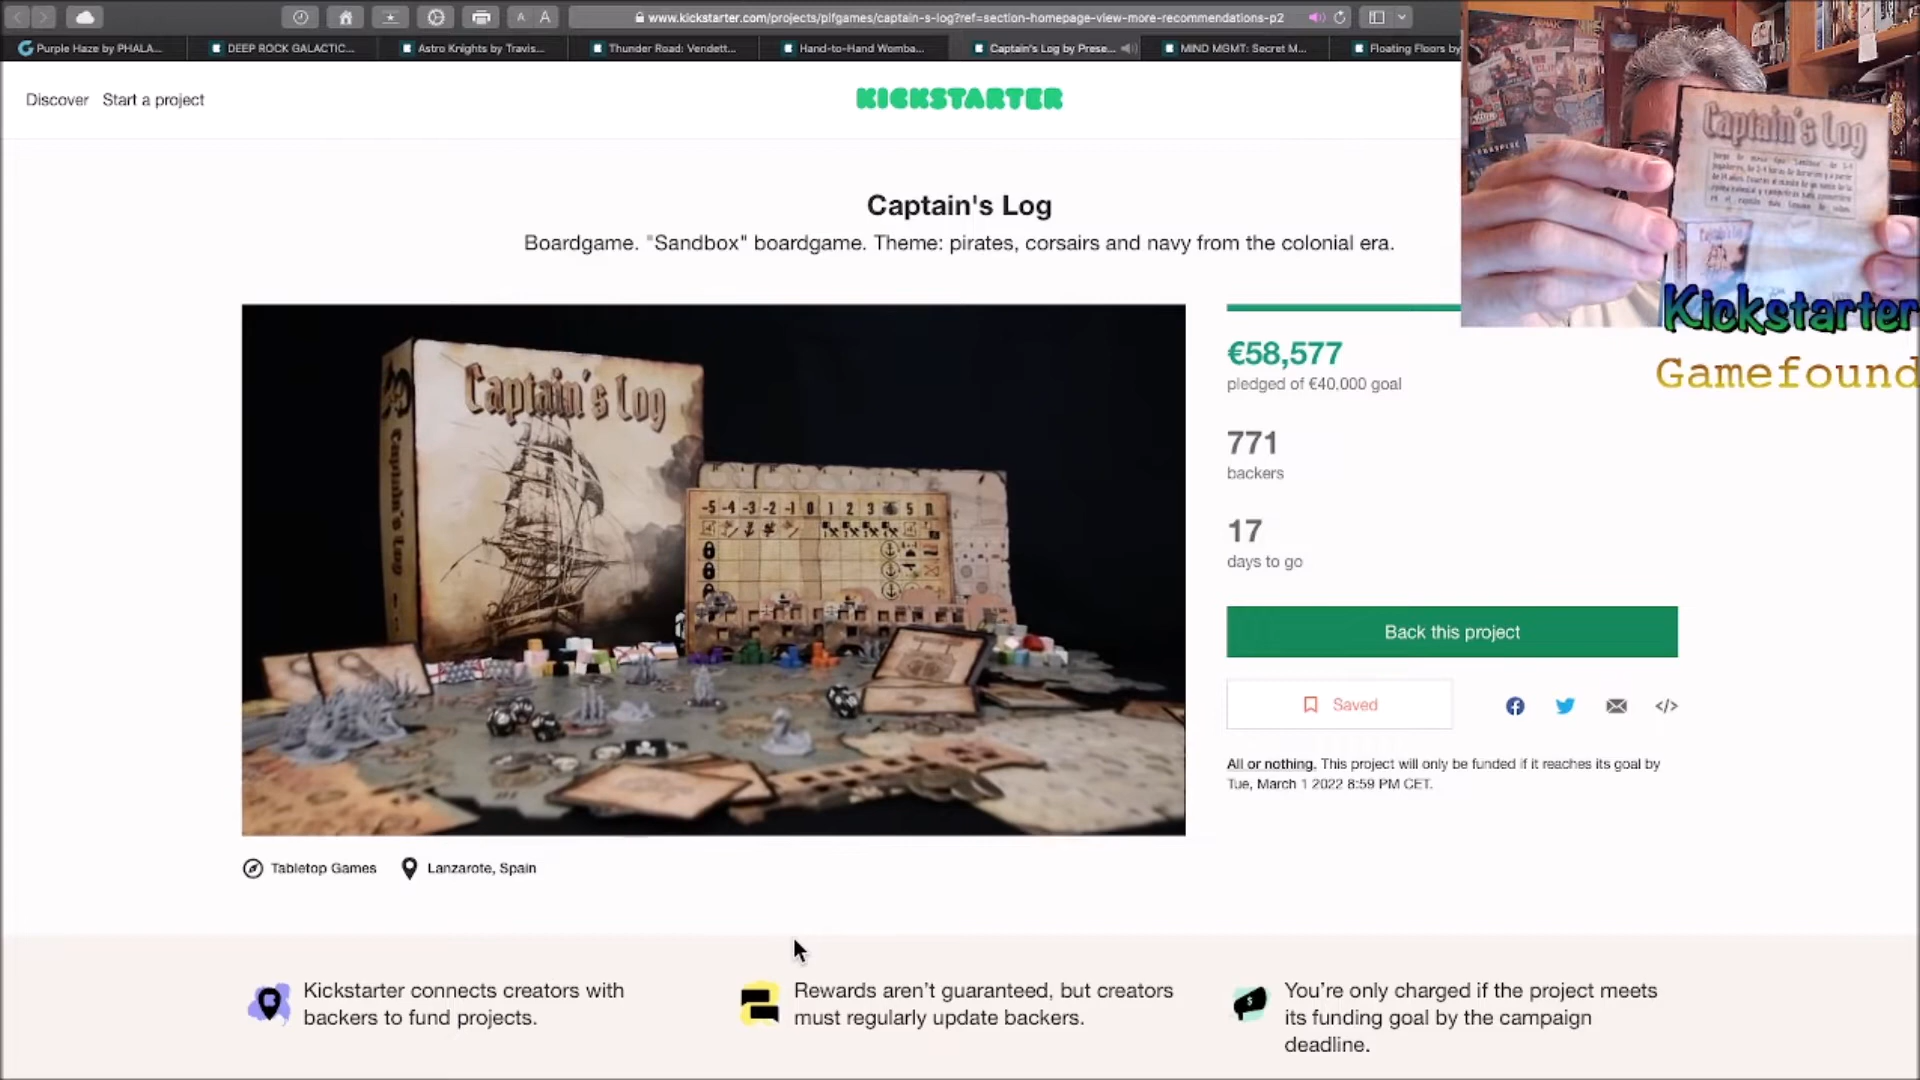 www.kickstarter.com/projects/plfgames/captain-s-log?ref=section-homepage-view-more-recommendations-p2
A A
Purple Haze by PHALA...
DEEP ROCK GALACTIC...
Astro Knights by Travis...
Thunder Road: Vendett...
Hand-to-Hand Womba...
Captain's Log by Prese...
MIND MGMT: Secret M...
Floating Floors by
Discover Start a project
KICKSTARTER
Captain's Log
Boardgame. "Sandbox" boardgame. Theme: pirates, corsairs and navy from the colonial era.
Captain's Log
Kickstarter
Gamefound
Captain's Log
Captain's Log
-5 -4 -3 -2 -1 0 1 2 3 5
€58,577
pledged of €40,000 goal
771
backers
17
days to go
Back this project
Saved
All or nothing. This project will only be funded if it reaches its goal by
Tue, March 1 2022 8:59 PM CET.
Tabletop Games Lanzarote, Spain
Kickstarter connects creators with
backers to fund projects.
Rewards aren't guaranteed, but creators
must regularly update backers.
You're only charged if the project meets
its funding goal by the campaign
deadline.